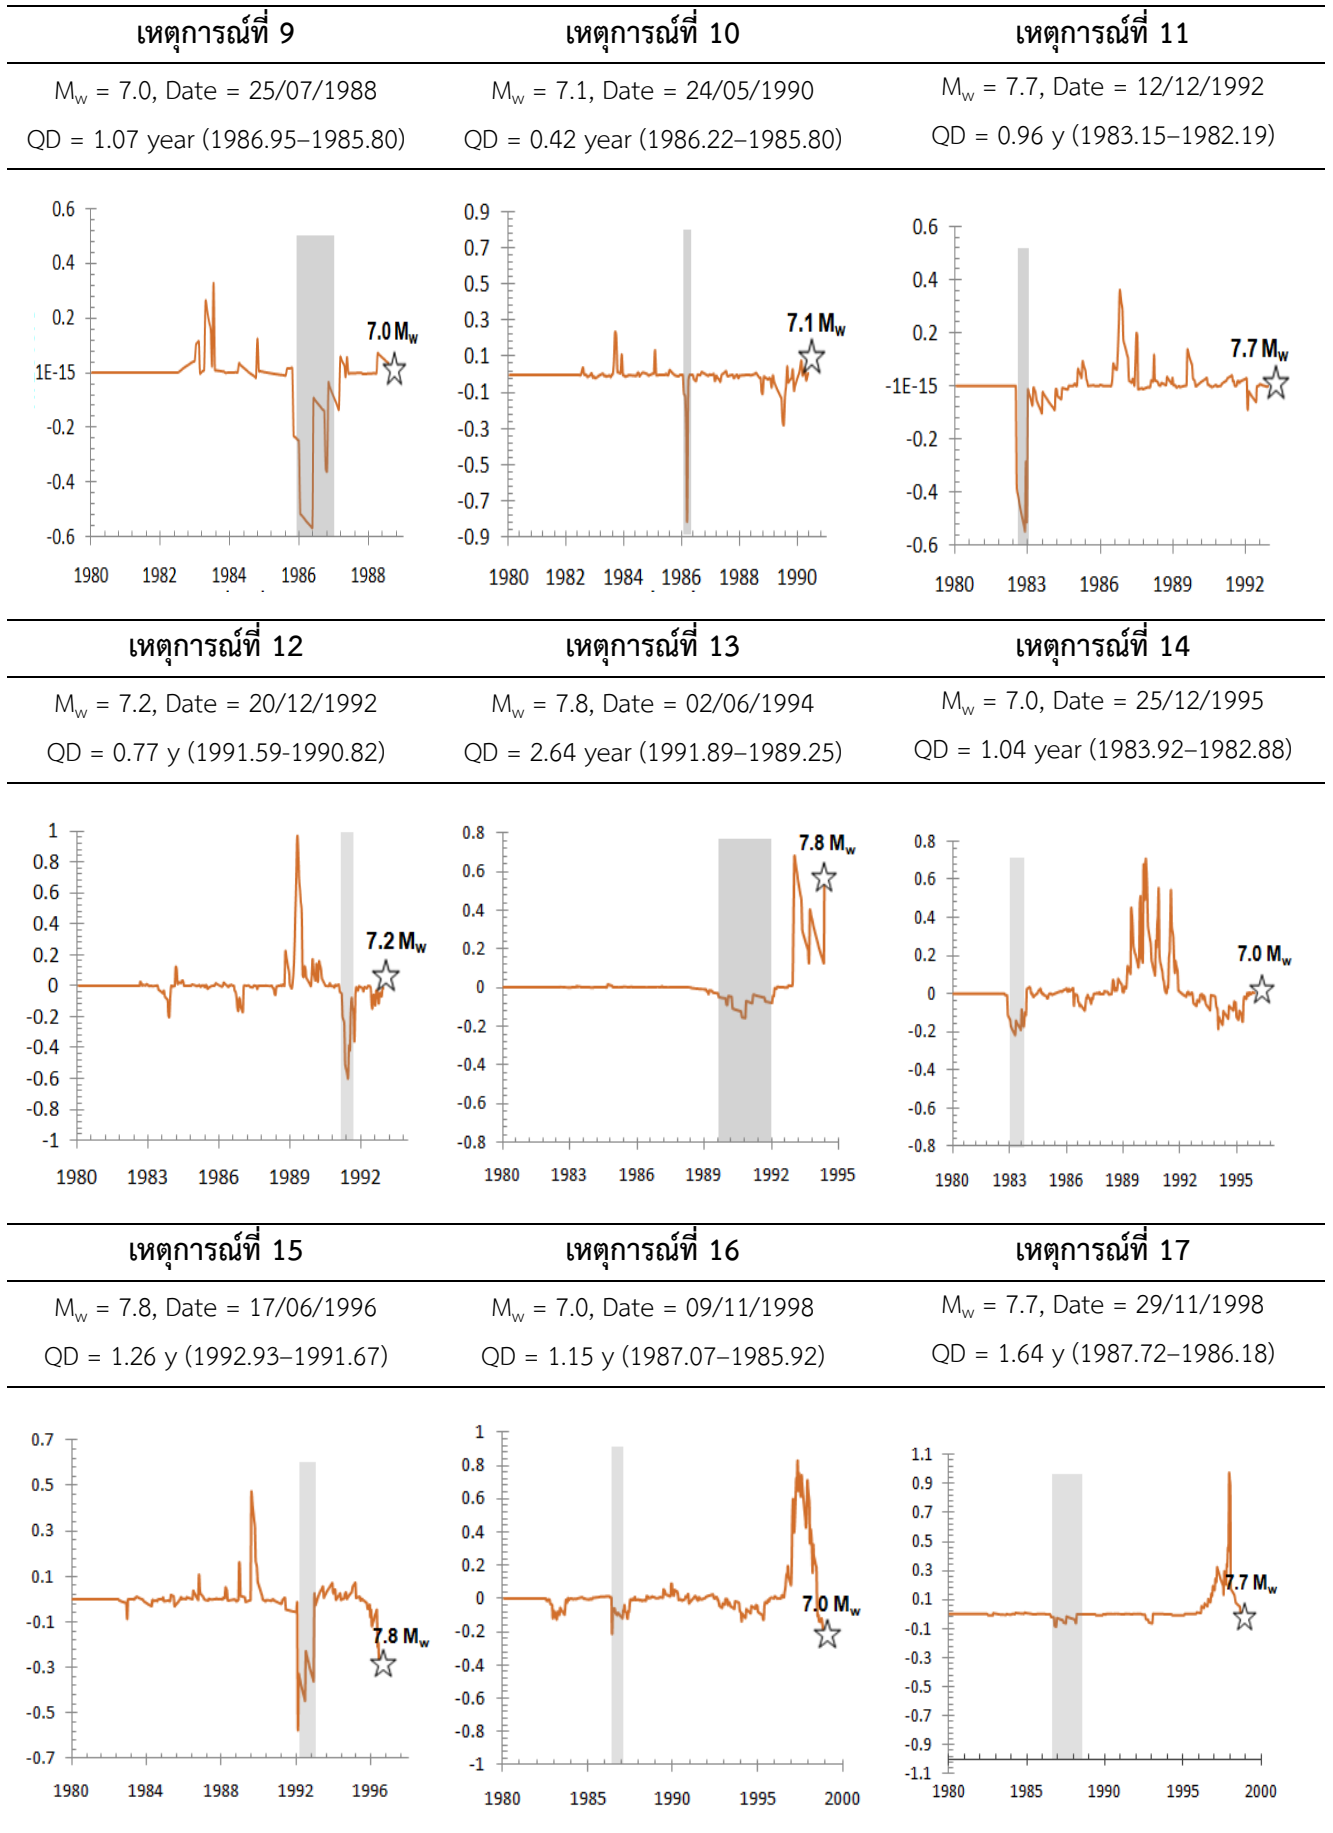 เหตุการณ์ที่ 9 เหตุการณ์ที่ 10 เหตุการณ์ที่ 11
Mw = 7.0, Date = 25/07/1988 Mw = 7.1, Date = 24/05/1990 Mw = 7.7, Date = 12/12/1992
QD = 1.07 year (1986.95–1985.80) QD = 0.42 year (1986.22–1985.80) QD = 0.96 y (1983.15–1982.19)
0.6
0.4
0.2
1E-15
-0.2
-0.4
-0.6
7.0 Mw
1980 1982 1984 1986 1988
0.9
0.7
0.5
0.3
0.1
-0.1
-0.3
-0.5
-0.7
-0.9
7.1 Mw
1980 1982 1984 1986 1988 1990
0.6
0.4
0.2
-1E-15
-0.2
-0.4
-0.6
7.7 Mw
1980 1983 1986 1989 1992
เหตุการณ์ที่ 12 เหตุการณ์ที่ 13 เหตุการณ์ที่ 14
Mw = 7.2, Date = 20/12/1992 Mw = 7.8, Date = 02/06/1994 Mw = 7.0, Date = 25/12/1995
QD = 0.77 y (1991.59-1990.82) QD = 2.64 year (1991.89–1989.25) QD = 1.04 year (1983.92–1982.88)
1
0.8
0.6
0.4
0.2
0
-0.2
-0.4
-0.6
-0.8
-1
7.2 Mw
1980 1983 1986 1989 1992
0.8
0.6
0.4
0.2
0
-0.2
-0.4
-0.6
-0.8
7.8 Mw
1980 1983 1986 1989 1992 1995
0.8
0.6
0.4
0.2
0
-0.2
-0.4
-0.6
-0.8
7.0 Mw
1980 1983 1986 1989 1992 1995
เหตุการณ์ที่ 15 เหตุการณ์ที่ 16 เหตุการณ์ที่ 17
Mw = 7.8, Date = 17/06/1996 Mw = 7.0, Date = 09/11/1998 Mw = 7.7, Date = 29/11/1998
QD = 1.26 y (1992.93–1991.67) QD = 1.15 y (1987.07–1985.92) QD = 1.64 y (1987.72–1986.18)
0.7
0.5
0.3
0.1
-0.1
-0.3
-0.5
-0.7
7.8 Mw
1980 1984 1988 1992 1996
1
0.8
0.6
0.4
0.2
0
-0.2
-0.4
-0.6
-0.8
-1
7.0 Mw
1980 1985 1990 1995 2000
1.1
0.9
0.7
0.5
0.3
0.1
-0.1
-0.3
-0.5
-0.7
-0.9
-1.1
7.7 Mw
1980 1985 1990 1995 2000